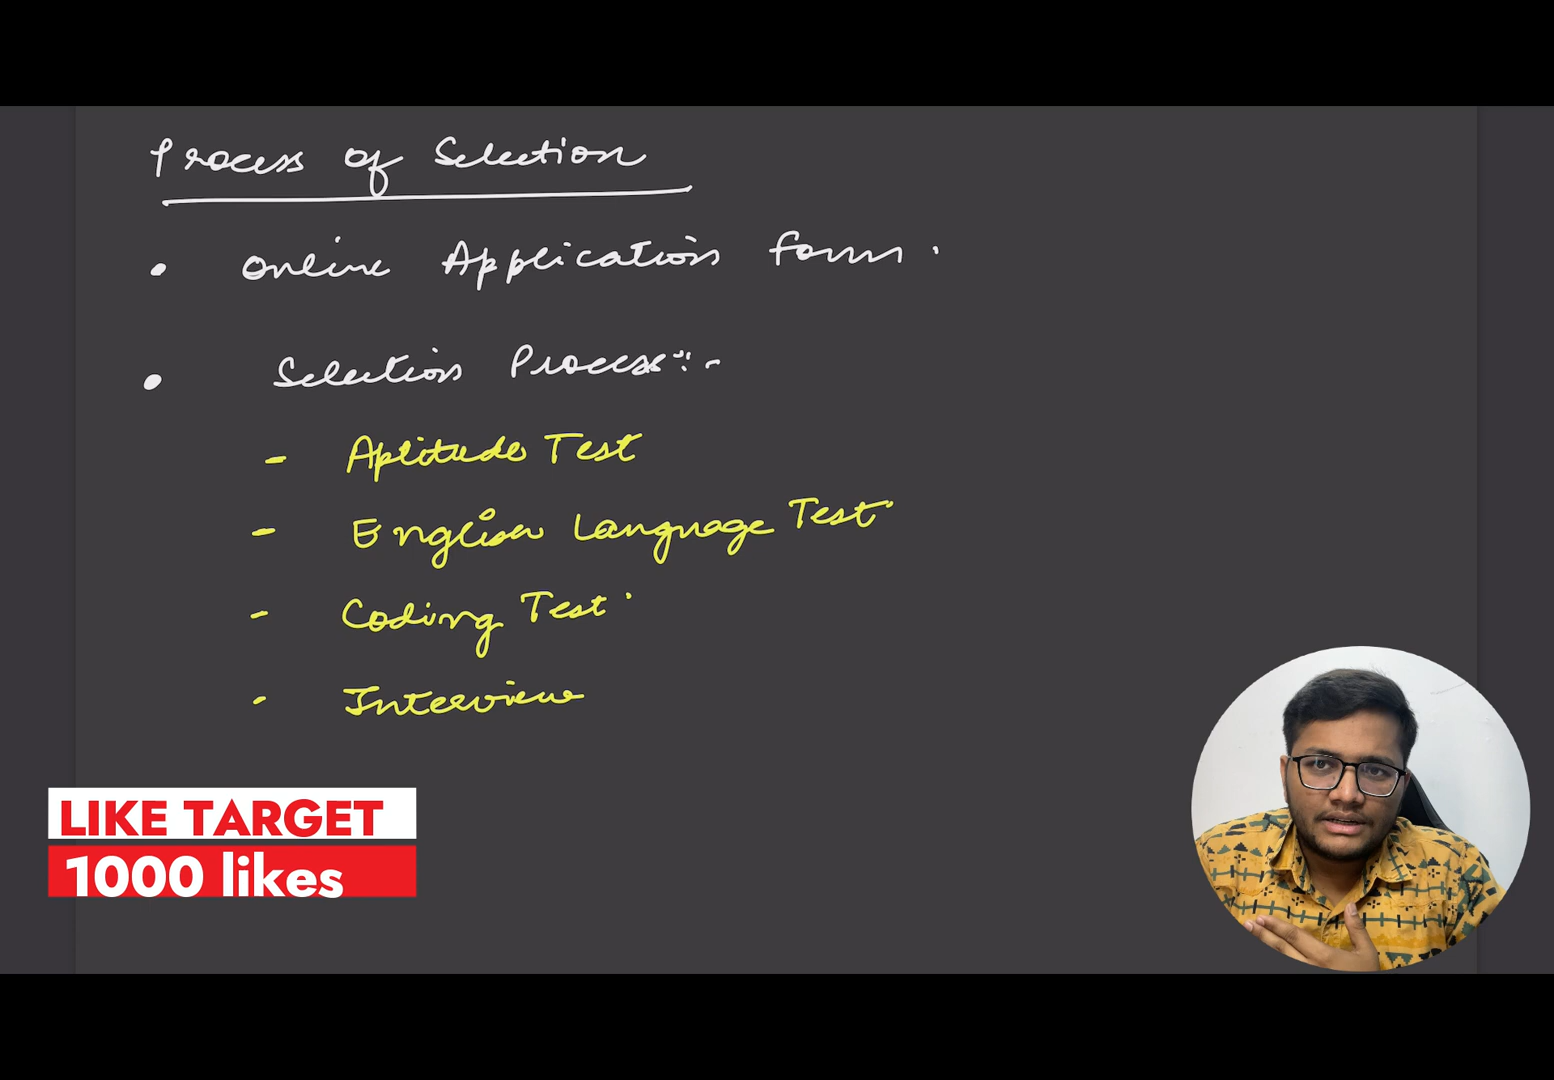 Process of Selection
• Online Application form.
• Selection Process:-
- Aptitude Test
- English Language Test.
- Coding Test.
- Interview
LIKE TARGET
1000 likes